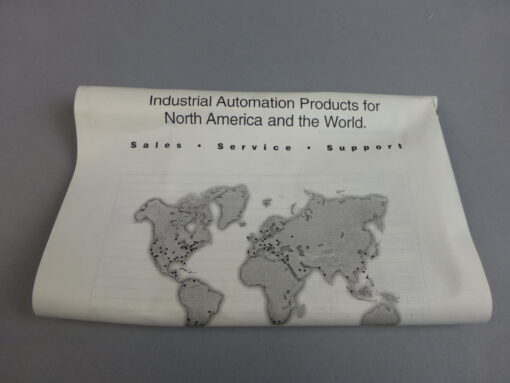 Industrial Automation Products for
North America and the World.
Sales • Service • Support